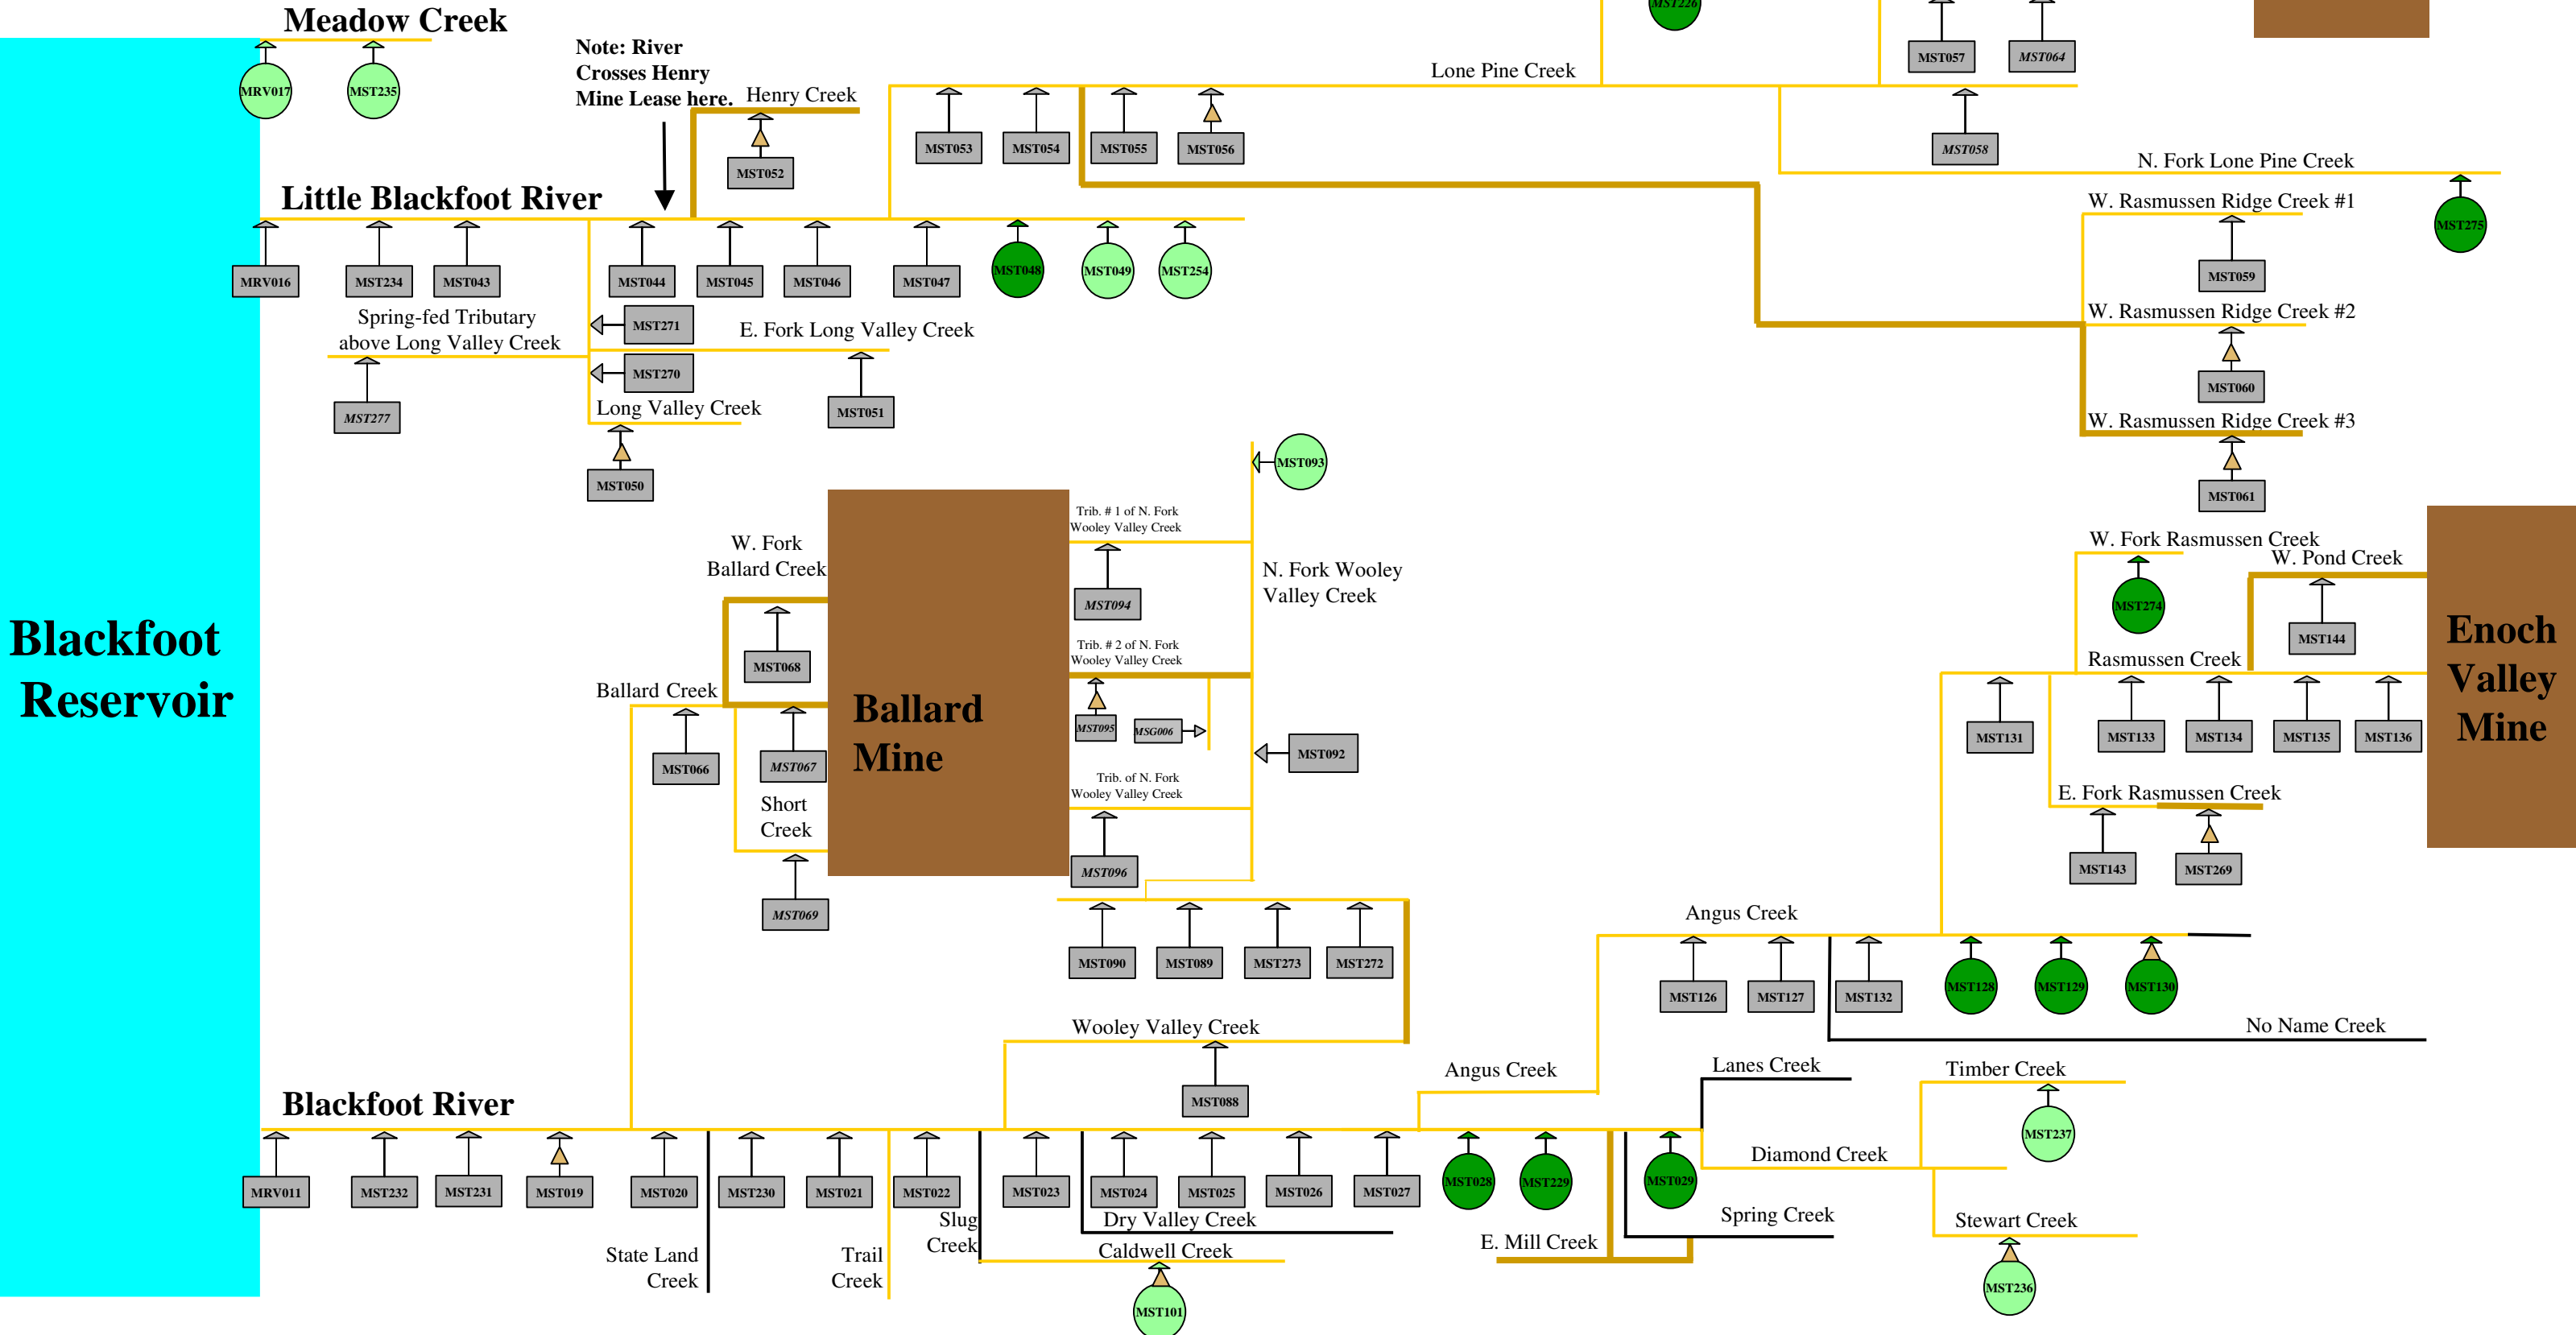 Meadow Creek
MST226
MRV017
MST235
Note: River
Crosses Henry
Mine Lease here.
Henry Creek
MST052
Lone Pine Creek
MST053
MST054
MST055
MST056
MST057
MST064
MST058
N. Fork Lone Pine Creek
MST275
Little Blackfoot River
MRV016
MST234
MST043
MST044
MST045
MST046
MST047
MST048
MST049
MST254
W. Rasmussen Ridge Creek #1
MST059
W. Rasmussen Ridge Creek #2
MST060
W. Rasmussen Ridge Creek #3
MST061
Spring-fed Tributary
above Long Valley Creek
MST277
MST271
E. Fork Long Valley Creek
MST270
MST051
Long Valley Creek
MST050
MST093
Trib. # 1 of N. Fork
Wooley Valley Creek
MST094
N. Fork Wooley
Valley Creek
Trib. # 2 of N. Fork
Wooley Valley Creek
MST095
MSG006
MST092
Trib. of N. Fork
Wooley Valley Creek
MST096
W. Fork
Ballard Creek
MST068
Ballard Creek
MST066
MST067
Short
Creek
MST069
Ballard
Mine
Blackfoot
Reservoir
W. Fork Rasmussen Creek
W. Pond Creek
MST274
MST144
Rasmussen Creek
MST131
MST133
MST134
MST135
MST136
E. Fork Rasmussen Creek
MST143
MST269
Enoch
Valley
Mine
MST090
MST089
MST273
MST272
Angus Creek
MST126
MST127
MST132
MST128
MST129
MST130
No Name Creek
Wooley Valley Creek
MST088
Angus Creek
Lanes Creek
Timber Creek
MST237
Diamond Creek
Stewart Creek
MST236
Blackfoot River
MRV011
MST232
MST231
MST019
MST020
MST230
MST021
MST022
MST023
MST024
MST025
MST026
MST027
MST028
MST229
MST029
State Land
Creek
Trail
Creek
Slug
Creek
Dry Valley Creek
Caldwell Creek
MST101
E. Mill Creek
Spring Creek